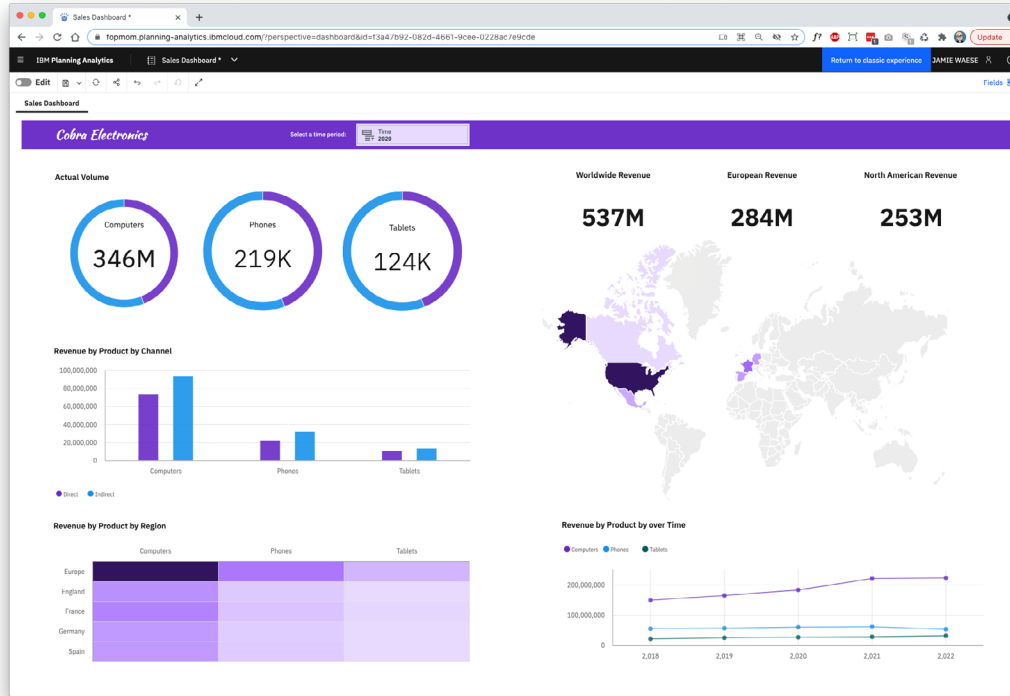 Sales Dashboard *
fopmom.planning-analytics.ibmcloud.com/?perspective=dashboard&id=f3a47b92-082d-4661-9cee-0228ac7e9cde
f?
ABP
Update
IBM Planning Analytics
Sales Dashboard *
Return to classic experience
JAMIE WAESE
Edit
Fields
Sales Dashboard
Cobra Electronics
Select a time period:
Time
2020
Actual Volume
Computers
346M
Phones
219K
Tablets
124K
Worldwide Revenue
European Revenue
North American Revenue
537M
284M
253M
Revenue by Product by Channel
100,000,000
80,000,000
60,000,000
40,000,000
20,000,000
0
Computers
Phones
Tablets
Direct
Indirect
Revenue by Product by Region
Computers
Phones
Tablets
Europe
England
France
Germany
Spain
Revenue by Product by over Time
Computers
Phones
Tablets
200,000,000
100,000,000
0
2,018
2,019
2,020
2,021
2,022